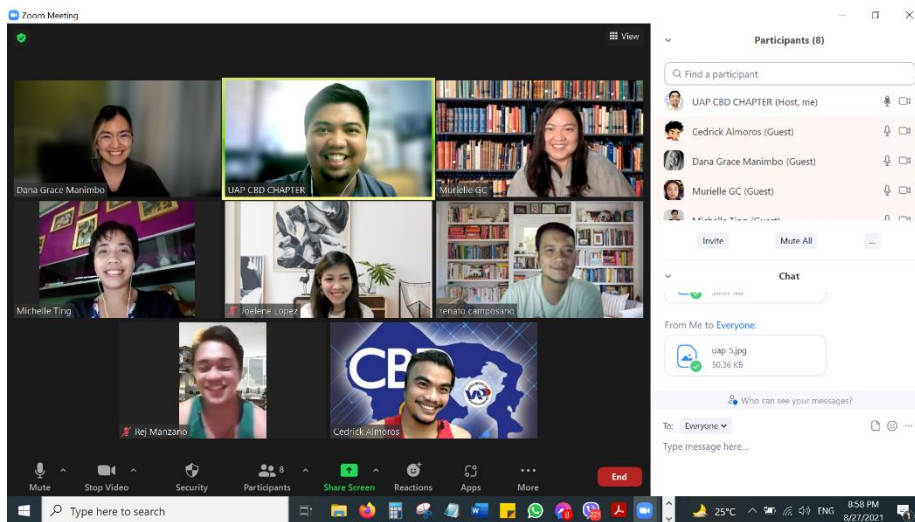 Zoom Meeting
View
Dana Grace Manimbo
UAP CBD CHAPTER
Murielle GC
Michelle Ting
Joelene Lopez
renato camposano
CBD
Rej Manzano
Cedrick Almoros
Mute
Stop Video
Security
8
Participants
Share Screen
Reactions
Apps
More
End
Participants (8)
Find a participant
UAP CBD CHAPTER (Host, me)
Cedrick Almoros (Guest)
Dana Grace Manimbo (Guest)
Murielle GC (Guest)
Michelle Ting (Guest)
Invite
Mute All
...
Chat
From Me to Everyone:
uap-5.jpg
50.36 KB
Who can see your messages?
To: Everyone
Type message here...
Type here to search
25°C
ENG
8:58 PM
8/27/2021